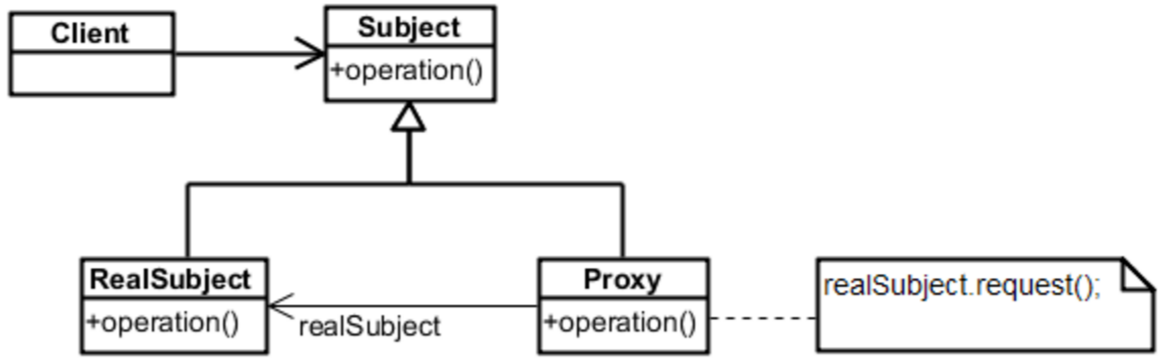 Client
Subject
+operation()
RealSubject
+operation()
realSubject
Proxy
+operation()
realSubject.request();